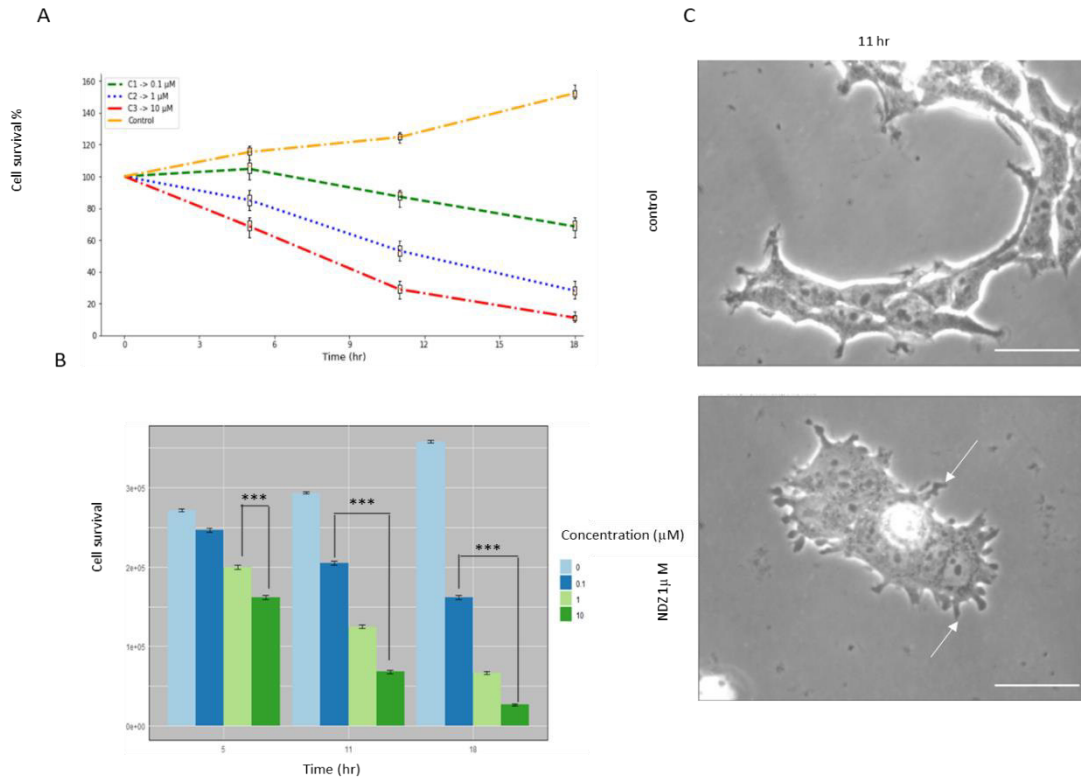 A
C
11 hr
Cell survival %
160
140
120
100
80
60
40
20
0
C1 -> 0.1 μM
C2 -> 1 μM
C3 -> 10 μM
Control
0 3 6 9 12 15 18
Time (hr)
control
B
Cell survival
3e+05
2e+05
1e+05
0e+00
***
***
***
5 11 18
Time (hr)
Concentration (μM)
0
0.1
1
10
NDZ 1μ M